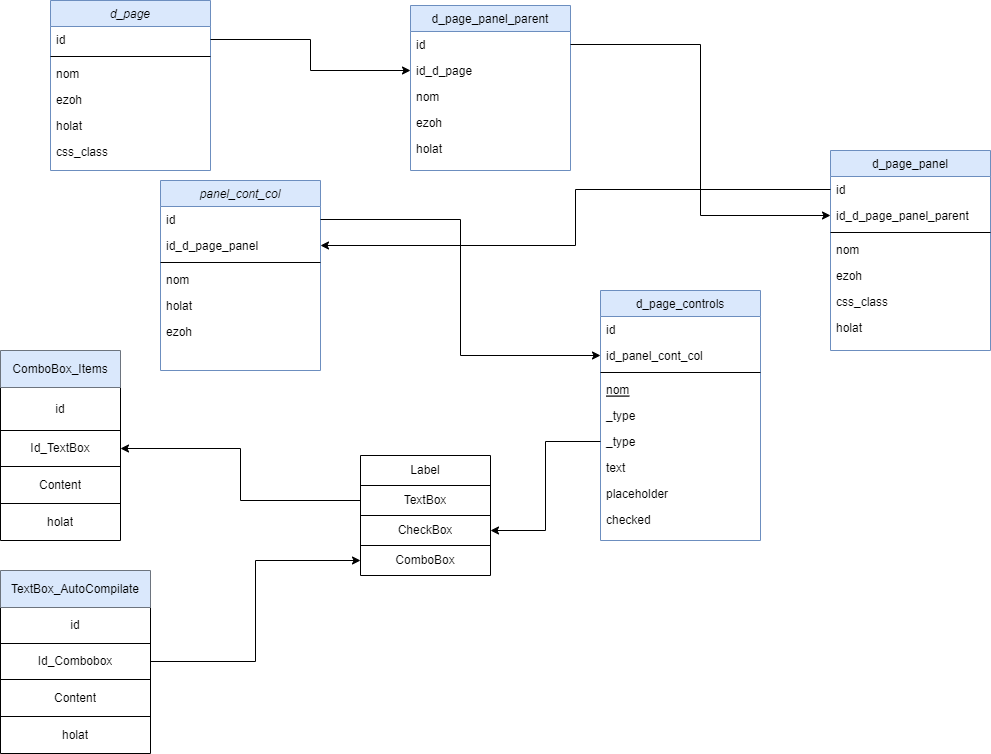 d_page
id
nom
ezoh
holat
css_class
d_page_panel_parent
id
id_d_page
nom
ezoh
holat
d_page_panel
id
id_d_page_panel_parent
nom
ezoh
css_class
holat
panel_cont_col
id
id_d_page_panel
nom
holat
ezoh
d_page_controls
id
id_panel_cont_col
nom
_type
_type
text
placeholder
checked
ComboBox_Items
id
Id_TextBox
Content
holat
Label
TextBox
CheckBox
ComboBox
TextBox_AutoCompilate
id
Id_Combobox
Content
holat